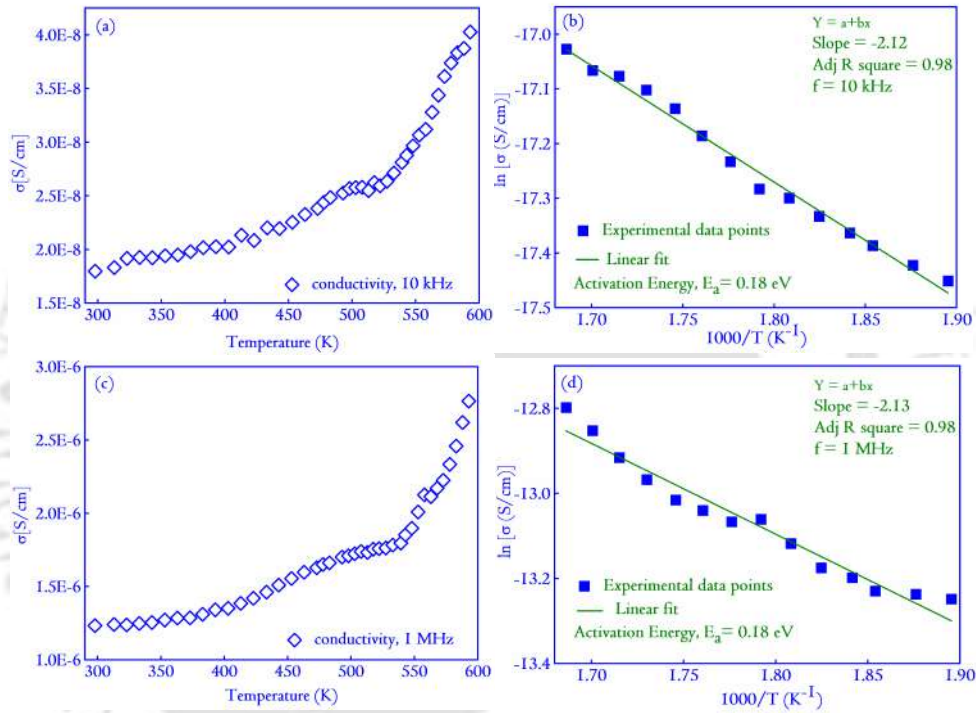 (a)
4.0E-8
3.5E-8
3.0E-8
2.5E-8
2.0E-8
1.5E-8
σ[S/cm]
conductivity, 10 kHz
300 350 400 450 500 550 600
Temperature (K)
(b)
Y = a+bx
Slope = -2.12
Adj R square = 0.98
f = 10 kHz
-17.0
-17.1
-17.2
-17.3
-17.4
-17.5
ln [σ (S/cm)]
Experimental data points
Linear fit
Activation Energy, Eₐ= 0.18 eV
1.70 1.75 1.80 1.85 1.90
1000/T (K⁻¹)
(c)
3.0E-6
2.5E-6
2.0E-6
1.5E-6
1.0E-6
σ[S/cm]
conductivity, 1 MHz
300 350 400 450 500 550 600
Temperature (K)
(d)
Y = a+bx
Slope = -2.13
Adj R square = 0.98
f = 1 MHz
-12.8
-13.0
-13.2
-13.4
ln [σ (S/cm)]
Experimental data points
Linear fit
Activation Energy, Eₐ= 0.18 eV
1.70 1.75 1.80 1.85 1.90
1000/T (K⁻¹)